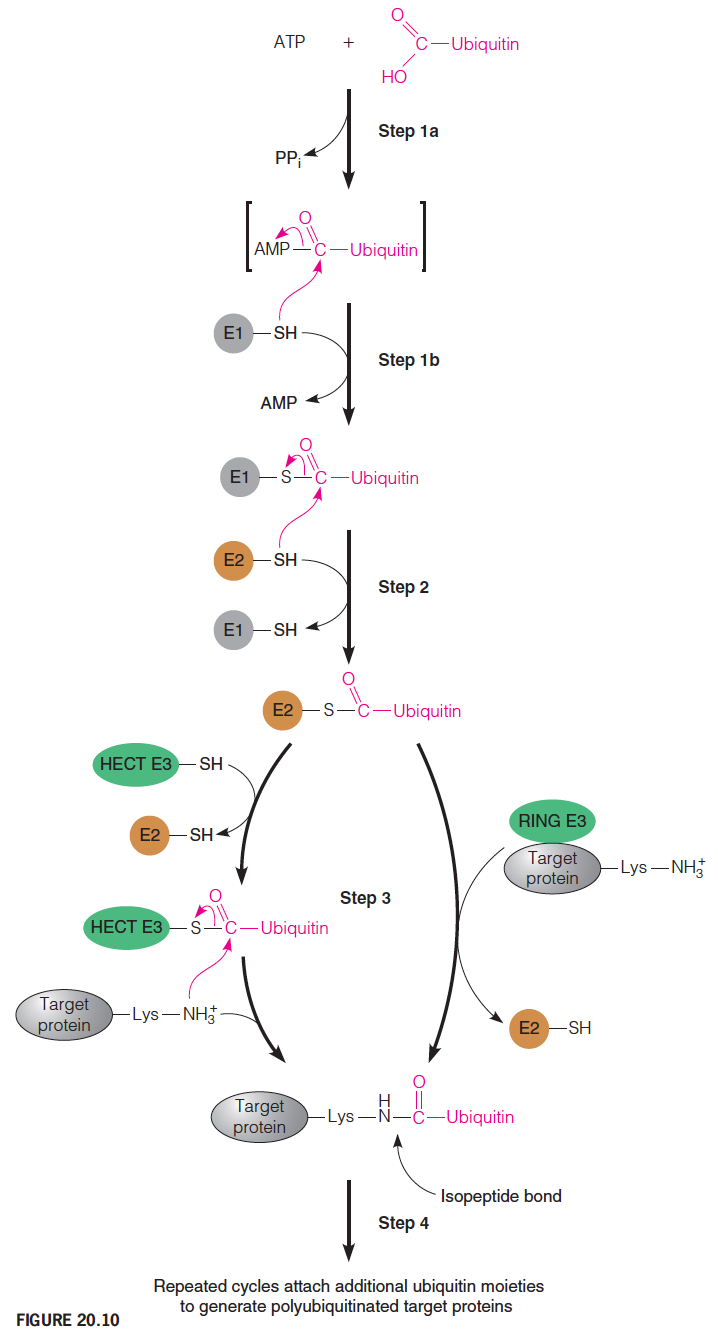 ATP + O
C—Ubiquitin
HO
Step 1a
PPi
O
AMP—C—Ubiquitin
E1—SH
Step 1b
AMP
O
E1—S—C—Ubiquitin
E2—SH
Step 2
E1—SH
O
E2—S—C—Ubiquitin
HECT E3—SH
E2—SH
RING E3
Target
protein—Lys—NH3+
Step 3
O
HECT E3—S—C—Ubiquitin
Target
protein—Lys—NH3+
E2—SH
H O
Target
protein—Lys—N—C—Ubiquitin
Isopeptide bond
Step 4
Repeated cycles attach additional ubiquitin moieties
to generate polyubiquitinated target proteins
FIGURE 20.10